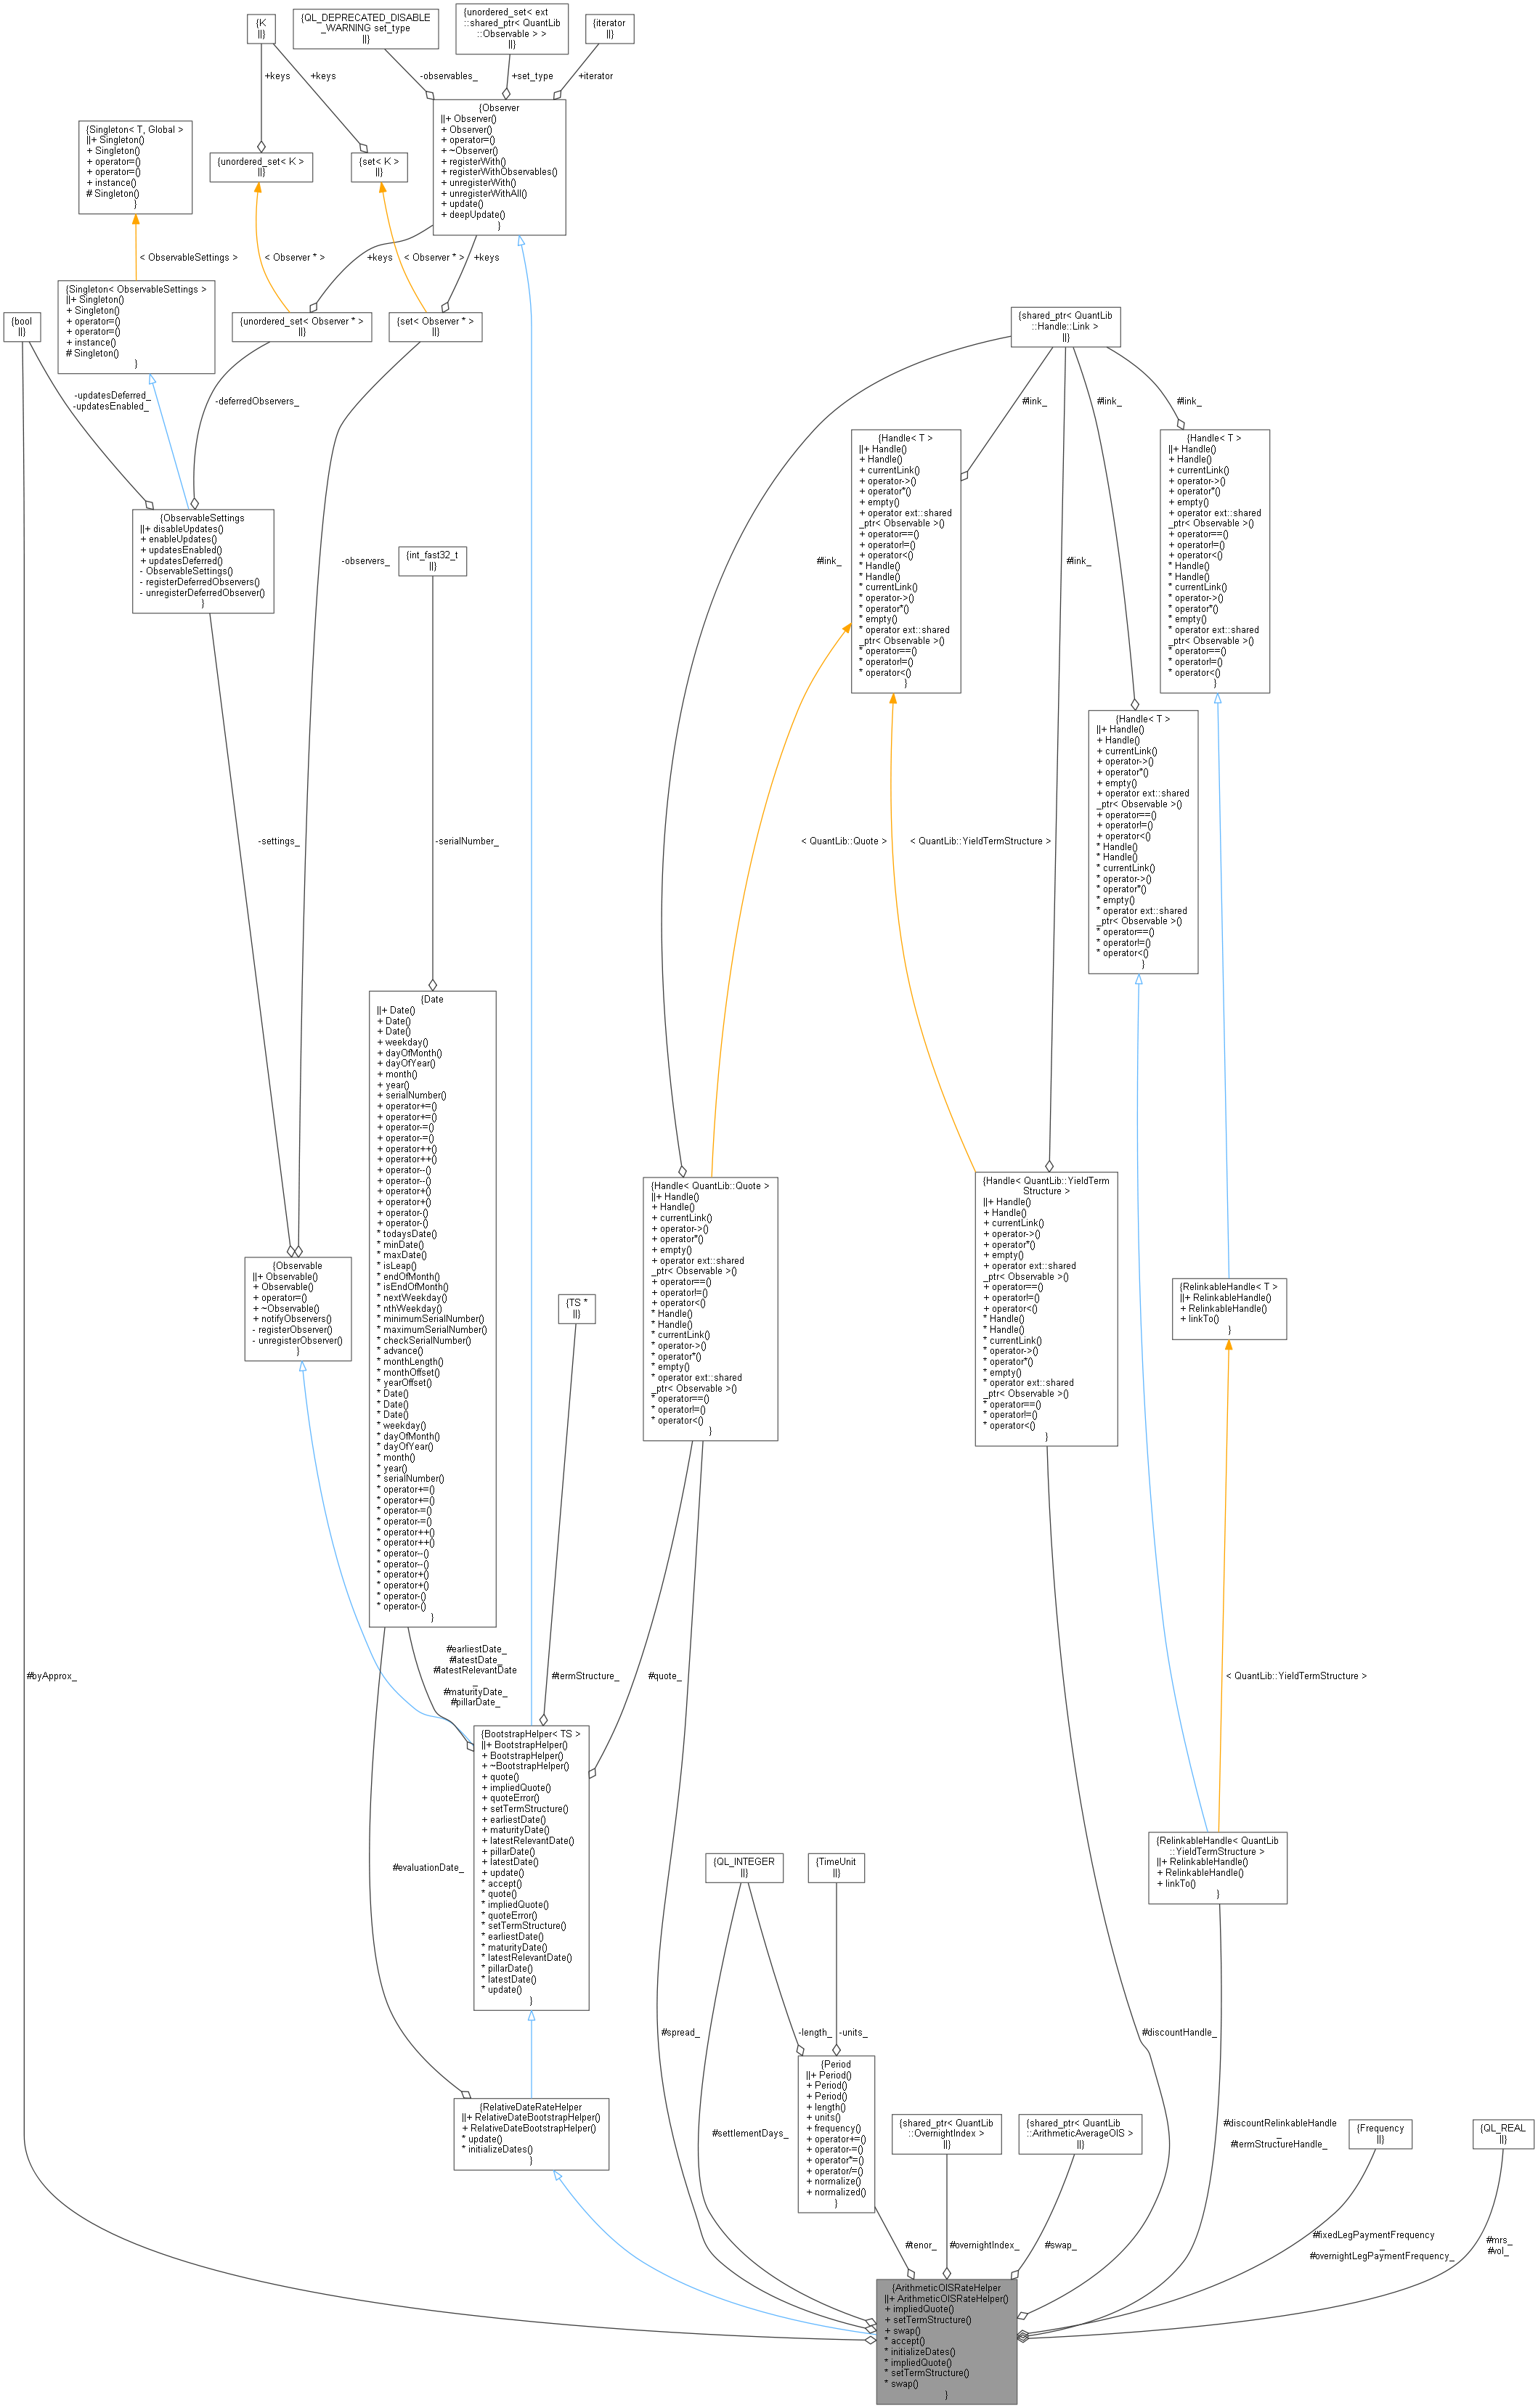 {K
||}
{QL_DEPRECATED_DISABLE
_WARNING set_type
||}
{unordered_set< ext
::shared_ptr< QuantLib
::Observable > >
||}
{iterator
||}
+keys
+keys
-observables_
+set_type
+iterator
{Singleton< T, Global >
||+ Singleton()
+ Singleton()
+ operator=()
+ operator=()
+ instance()
# Singleton()
}
{unordered_set< K >
||}
{set< K >
||}
{Observer
||+ Observer()
+ Observer()
+ operator=()
+ ~Observer()
+ registerWith()
+ registerWithObservables()
+ unregisterWith()
+ unregisterWithAll()
+ update()
+ deepUpdate()
}
< ObservableSettings >
< Observer * >
+keys
< Observer * >
+keys
{bool
||}
{Singleton< ObservableSettings >
||+ Singleton()
+ Singleton()
+ operator=()
+ operator=()
+ instance()
# Singleton()
}
{unordered_set< Observer * >
||}
{set< Observer * >
||}
{shared_ptr< QuantLib
::Handle::Link >
||}
-updatesDeferred_
-updatesEnabled_
-deferredObservers_
#link_
#link_
#link_
{ObservableSettings
||+ disableUpdates()
+ enableUpdates()
+ updatesEnabled()
+ updatesDeferred()
- ObservableSettings()
- registerDeferredObservers()
- unregisterDeferredObserver()
}
-observers_
{int_fast32_t
||}
#link_
{Handle< T >
||+ Handle()
+ Handle()
+ currentLink()
+ operator->()
+ operator*()
+ empty()
+ operator ext::shared
_ptr< Observable >()
+ operator==()
+ operator!=()
+ operator<()
* Handle()
* Handle()
* currentLink()
* operator->()
* operator*()
* empty()
* operator ext::shared
_ptr< Observable >()
* operator==()
* operator!=()
* operator<()
}
#link_
{Handle< T >
||+ Handle()
+ Handle()
+ currentLink()
+ operator->()
+ operator*()
+ empty()
+ operator ext::shared
_ptr< Observable >()
+ operator==()
+ operator!=()
+ operator<()
* Handle()
* Handle()
* currentLink()
* operator->()
* operator*()
* empty()
* operator ext::shared
_ptr< Observable >()
* operator==()
* operator!=()
* operator<()
}
{Handle< T >
||+ Handle()
+ Handle()
+ currentLink()
+ operator->()
+ operator*()
+ empty()
+ operator ext::shared
_ptr< Observable >()
+ operator==()
+ operator!=()
+ operator<()
* Handle()
* Handle()
* currentLink()
* operator->()
* operator*()
* empty()
* operator ext::shared
_ptr< Observable >()
* operator==()
* operator!=()
* operator<()
}
-settings_
-serialNumber_
< QuantLib::Quote >
< QuantLib::YieldTermStructure >
{Date
||+ Date()
+ Date()
+ Date()
+ weekday()
+ dayOfMonth()
+ dayOfYear()
+ month()
+ year()
+ serialNumber()
+ operator+=()
+ operator+=()
+ operator-=()
+ operator-=()
+ operator++()
+ operator++()
+ operator--()
+ operator--()
+ operator+()
+ operator+()
+ operator-()
+ operator-()
* todaysDate()
* minDate()
* maxDate()
* isLeap()
* endOfMonth()
* isEndOfMonth()
* nextWeekday()
* nthWeekday()
* minimumSerialNumber()
* maximumSerialNumber()
* checkSerialNumber()
* advance()
* monthLength()
* monthOffset()
* yearOffset()
* Date()
* Date()
* Date()
* weekday()
* dayOfMonth()
* dayOfYear()
* month()
* year()
* serialNumber()
* operator+=()
* operator+=()
* operator-=()
* operator-=()
* operator++()
* operator++()
* operator--()
* operator--()
* operator+()
* operator+()
* operator-()
* operator-()
}
{Observable
||+ Observable()
+ Observable()
+ operator=()
+ ~Observable()
+ notifyObservers()
- registerObserver()
- unregisterObserver()
}
{TS *
||}
{Handle< QuantLib::Quote >
||+ Handle()
+ Handle()
+ currentLink()
+ operator->()
+ operator*()
+ empty()
+ operator ext::shared
_ptr< Observable >()
+ operator==()
+ operator!=()
+ operator<()
* Handle()
* Handle()
* currentLink()
* operator->()
* operator*()
* empty()
* operator ext::shared
_ptr< Observable >()
* operator==()
* operator!=()
* operator<()
}
{Handle< QuantLib::YieldTerm
Structure >
||+ Handle()
+ Handle()
+ currentLink()
+ operator->()
+ operator*()
+ empty()
+ operator ext::shared
_ptr< Observable >()
+ operator==()
+ operator!=()
+ operator<()
* Handle()
* Handle()
* currentLink()
* operator->()
* operator*()
* empty()
* operator ext::shared
_ptr< Observable >()
* operator==()
* operator!=()
* operator<()
}
{RelinkableHandle< T >
||+ RelinkableHandle()
+ RelinkableHandle()
+ linkTo()
}
#byApprox_
#earliestDate_
#latestDate_
#latestRelevantDate
_
#maturityDate_
#pillarDate_
#termStructure_
#quote_
< QuantLib::YieldTermStructure >
{BootstrapHelper< TS >
||+ BootstrapHelper()
+ BootstrapHelper()
+ ~BootstrapHelper()
+ quote()
+ impliedQuote()
+ quoteError()
+ setTermStructure()
+ earliestDate()
+ maturityDate()
+ latestRelevantDate()
+ pillarDate()
+ latestDate()
+ update()
* accept()
* quote()
* impliedQuote()
* quoteError()
* setTermStructure()
* earliestDate()
* maturityDate()
* latestRelevantDate()
* pillarDate()
* latestDate()
* update()
}
#evaluationDate_
{QL_INTEGER
||}
{TimeUnit
||}
{RelinkableHandle< QuantLib
::YieldTermStructure >
||+ RelinkableHandle()
+ RelinkableHandle()
+ linkTo()
}
#spread_
-length_
-units_
#discountHandle_
{RelativeDateRateHelper
||+ RelativeDateBootstrapHelper()
+ RelativeDateBootstrapHelper()
* update()
* initializeDates()
}
#settlementDays_
{Period
||+ Period()
+ Period()
+ Period()
+ length()
+ units()
+ frequency()
+ operator+=()
+ operator-=()
+ operator*=()
+ operator/=()
+ normalize()
+ normalized()
}
{shared_ptr< QuantLib
::OvernightIndex >
||}
{shared_ptr< QuantLib
::ArithmeticAverageOIS >
||}
#discountRelinkableHandle
_
#termStructureHandle_
{Frequency
||}
{QL_REAL
||}
#tenor_
#overnightIndex_
#swap_
#fixedLegPaymentFrequency
_
#overnightLegPaymentFrequency_
#mrs_
#vol_
{ArithmeticOISRateHelper
||+ ArithmeticOISRateHelper()
+ impliedQuote()
+ setTermStructure()
+ swap()
* accept()
* initializeDates()
* impliedQuote()
* setTermStructure()
* swap()
}